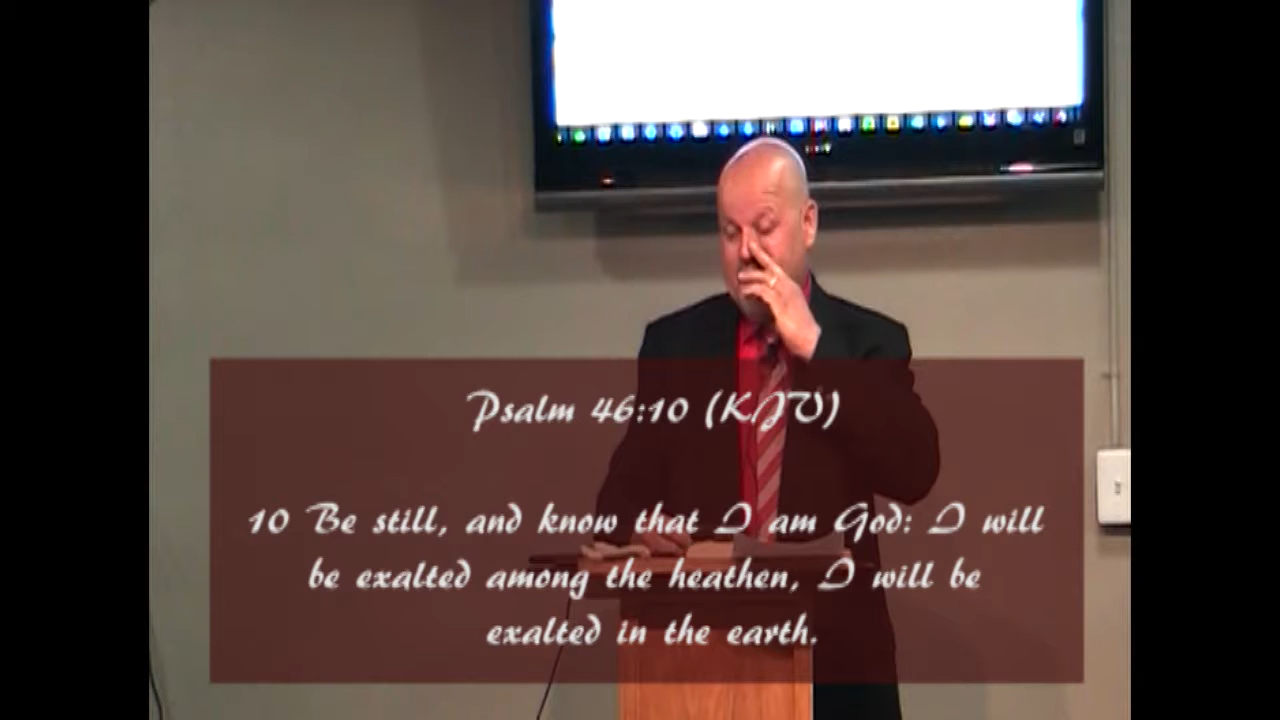 Psalm 46:10 (KJV)
10 Be still, and know that I am God: I will
be exalted among the heathen, I will be
exalted in the earth.